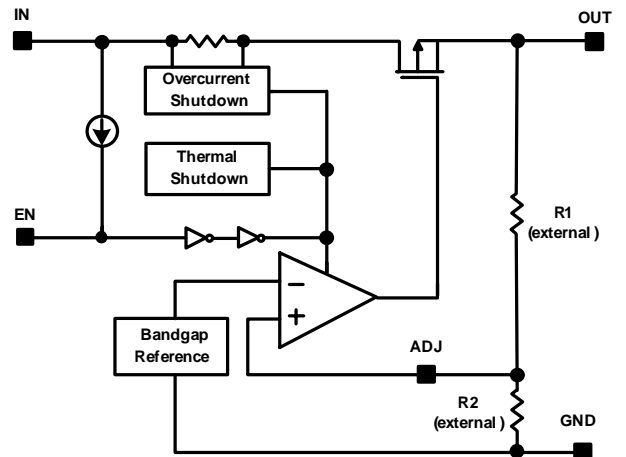 IN
OUT
Overcurrent
Shutdown
Thermal
Shutdown
EN
R1
(external )
−
+
Bandgap
Reference
ADJ
R2
(external )
GND